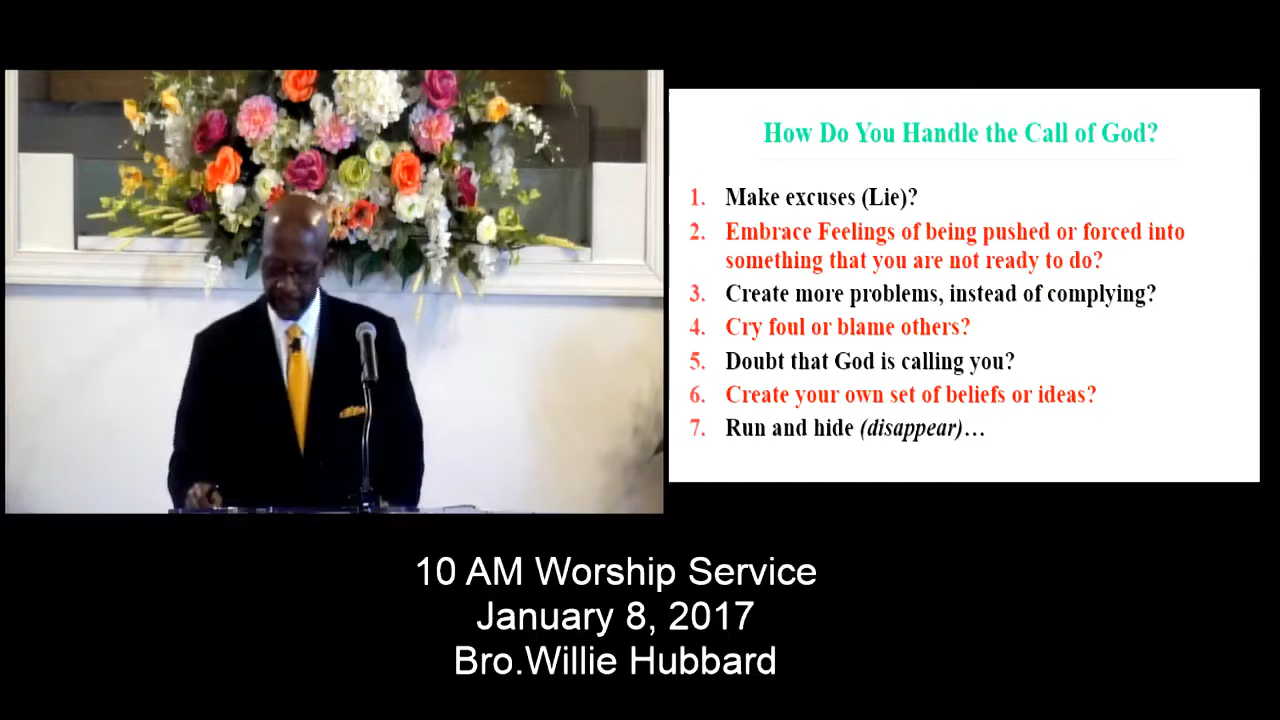 How Do You Handle the Call of God?
1. Make excuses (Lie)?
2. Embrace Feelings of being pushed or forced into
something that you are not ready to do?
3. Create more problems, instead of complying?
4. Cry foul or blame others?
5. Doubt that God is calling you?
6. Create your own set of beliefs or ideas?
7. Run and hide (disappear)…
10 AM Worship Service
January 8, 2017
Bro.Willie Hubbard